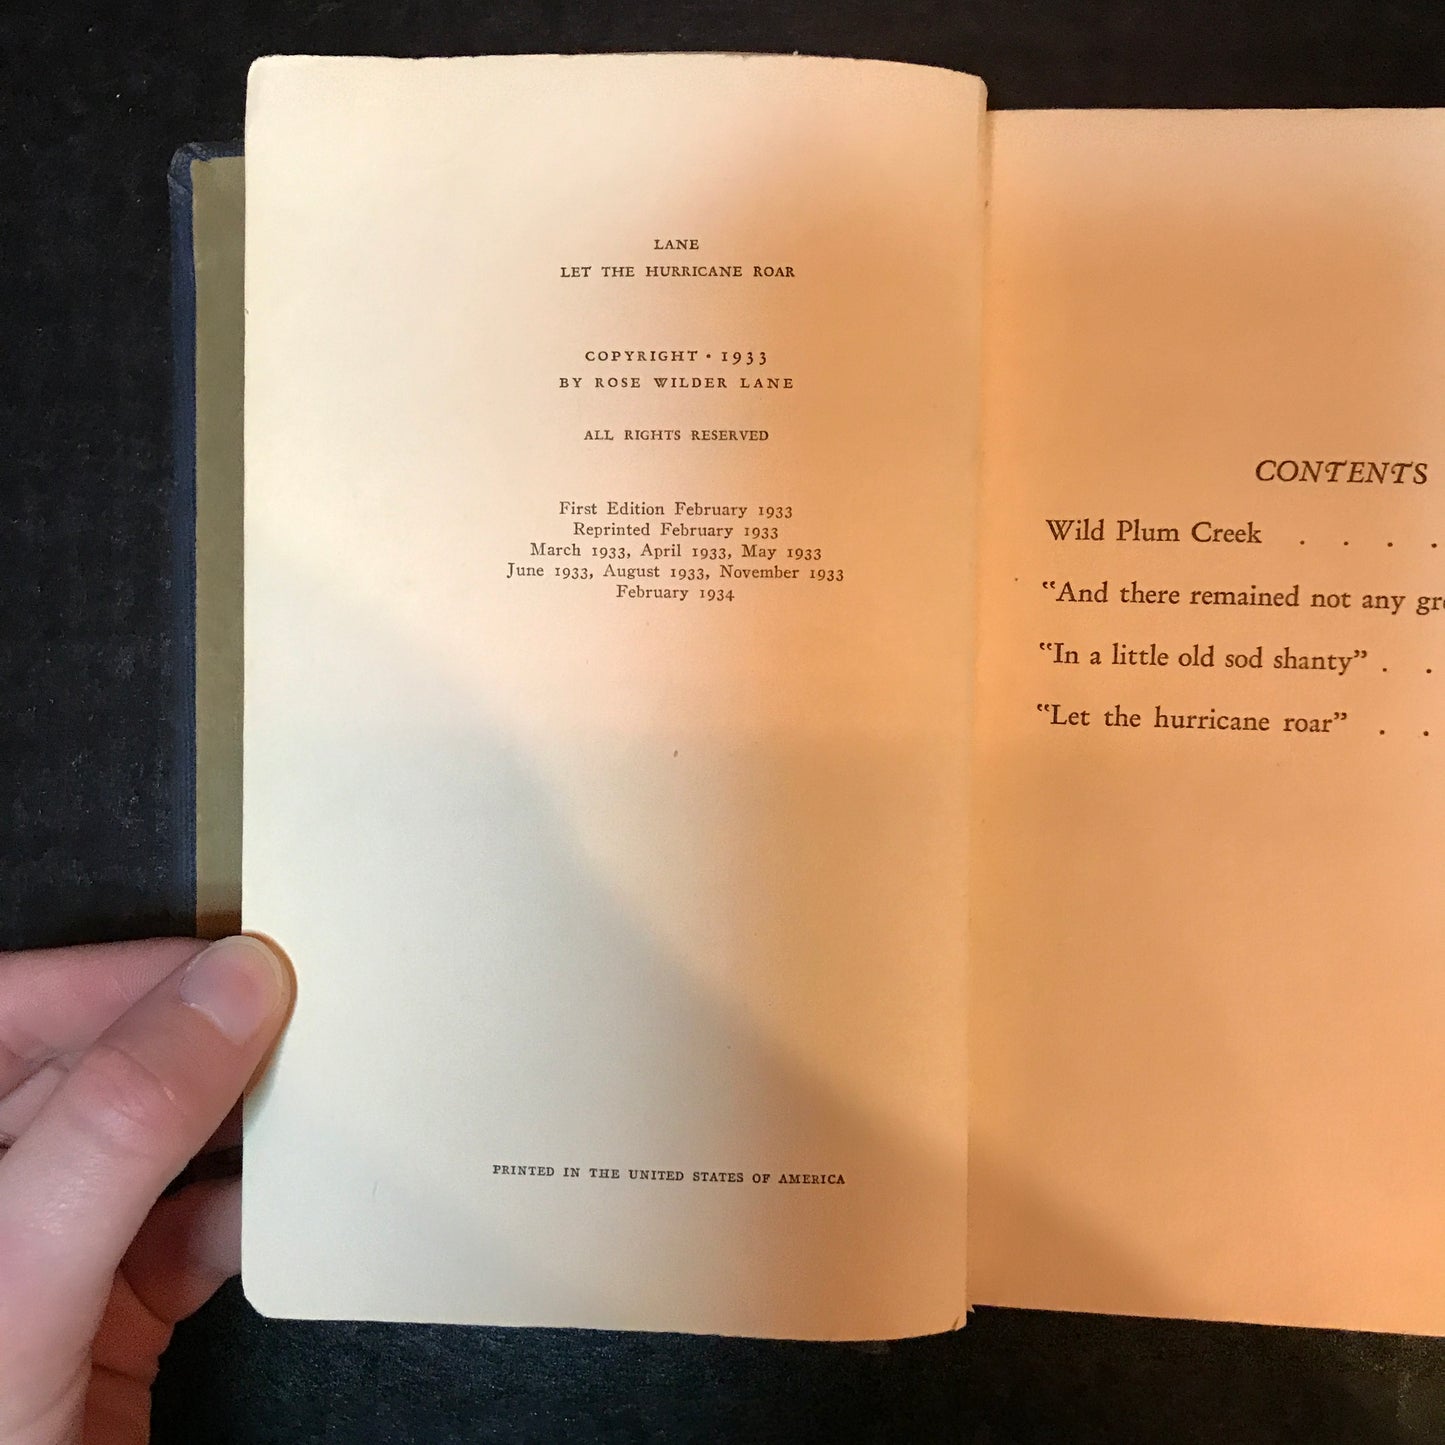 LANE
LET THE HURRICANE ROAR
COPYRIGHT · 1933
BY ROSE WILDER LANE
ALL RIGHTS RESERVED
First Edition February 1933
Reprinted February 1933
March 1933, April 1933, May 1933
June 1933, August 1933, November 1933
February 1934
PRINTED IN THE UNITED STATES OF AMERICA
CONTENTS
Wild Plum Creek . . . .
“And there remained not any
“In a little old sod shanty” . .
“Let the hurricane roar” . .